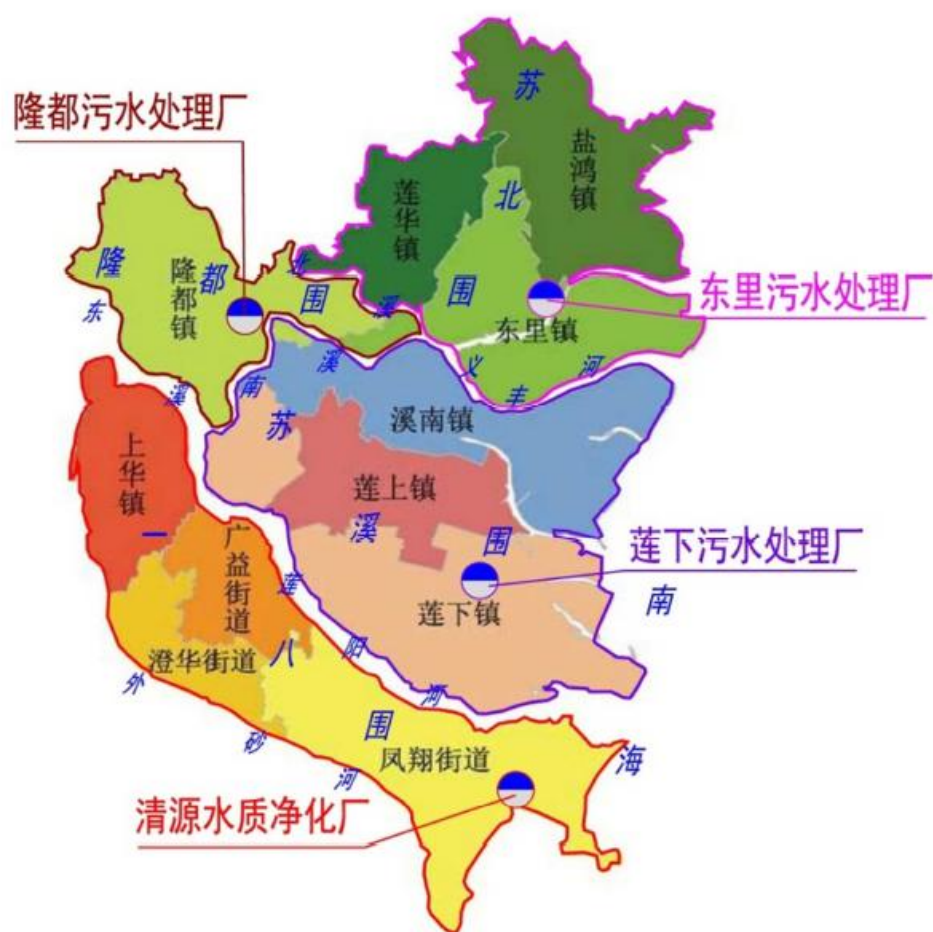 隆都污水处理厂
苏北围
盐鸿镇
莲华镇
隆都围
隆都镇
北溪
东里污水处理厂
东里镇
东溪
南溪
义丰河
溪南镇
苏溪围
上华镇
莲上镇
莲下污水处理厂
一八围
广益街道
莲阳河
莲下镇
南海
澄华街道
外砂河
凤翔街道
清源水质净化厂